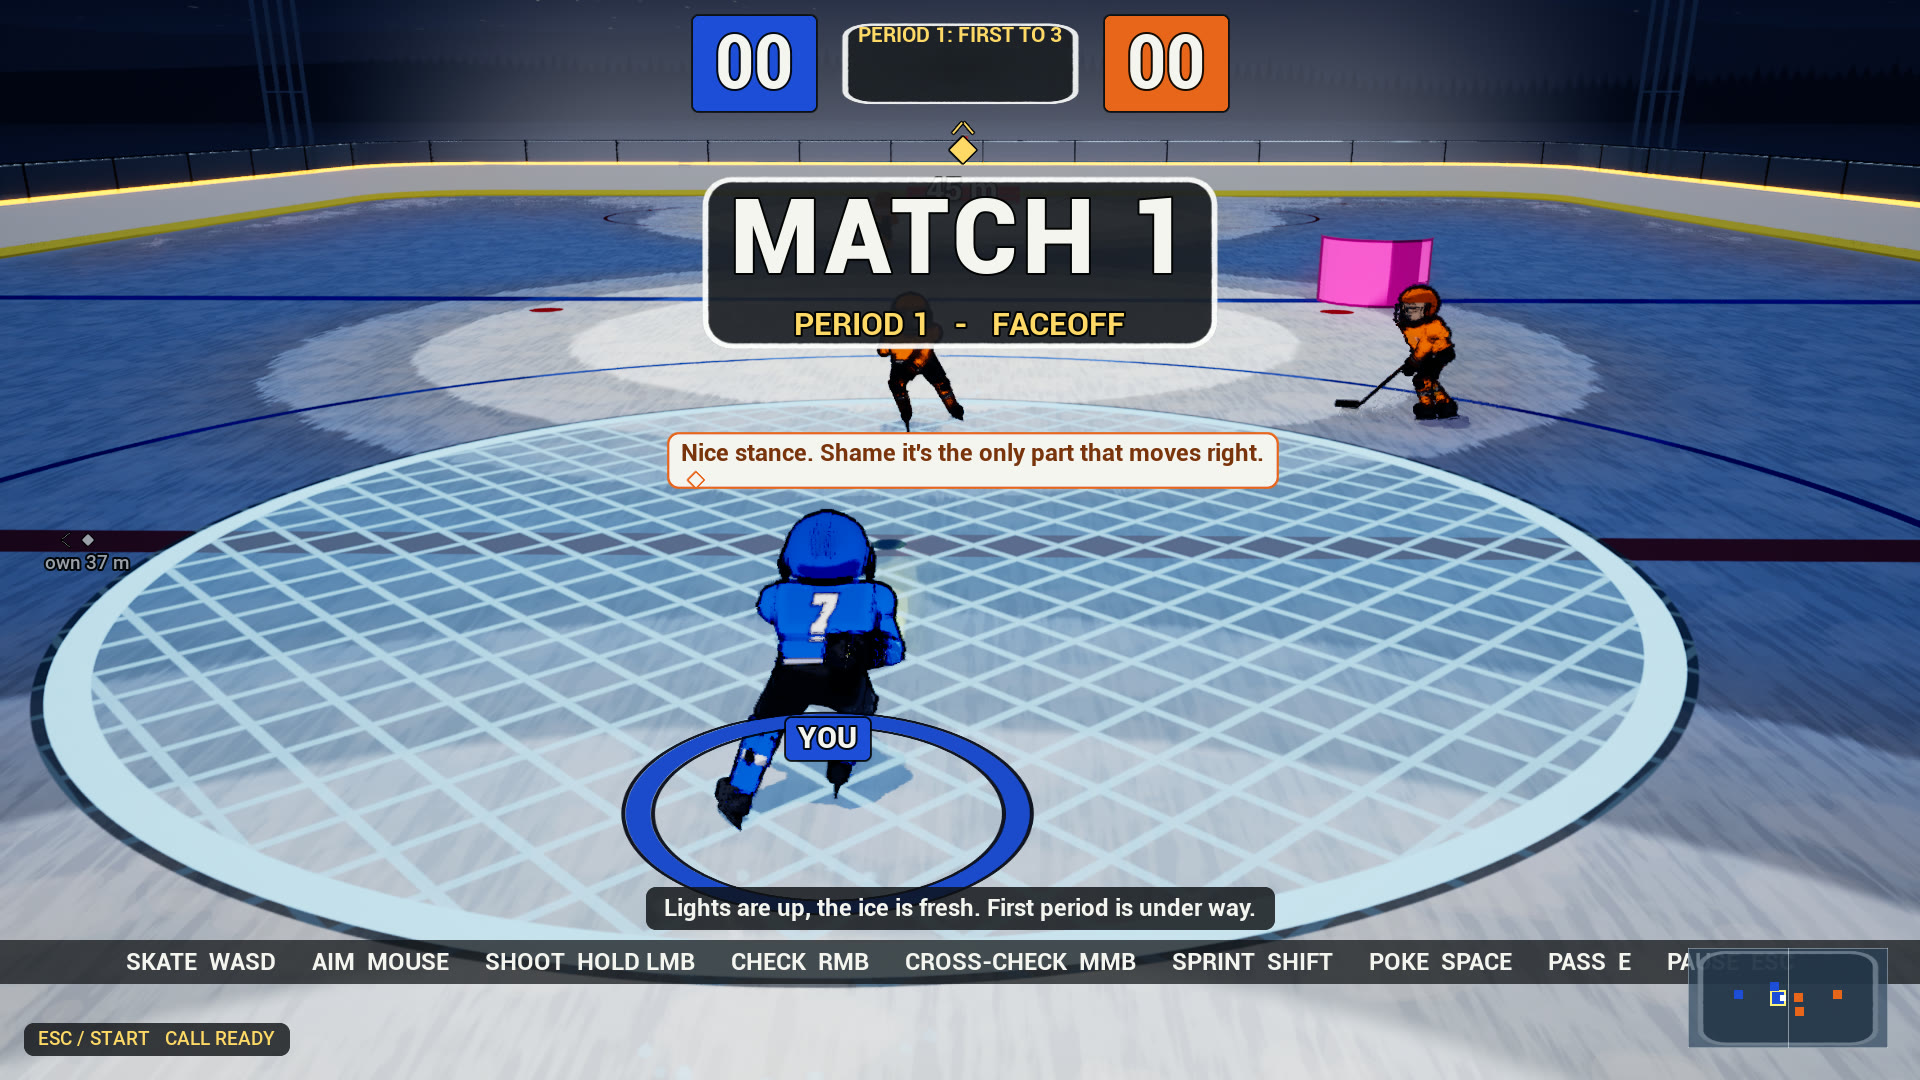 00
PERIOD 1: FIRST TO 3
00
45 m
MATCH 1
PERIOD 1 - FACEOFF
Nice stance. Shame it's the only part that moves right.
own 37 m
7
YOU
Lights are up, the ice is fresh. First period is under way.
SKATE WASD AIM MOUSE SHOOT HOLD LMB CHECK RMB CROSS-CHECK MMB SPRINT SHIFT POKE SPACE PASS E PAUSE ESC
ESC / START CALL READY